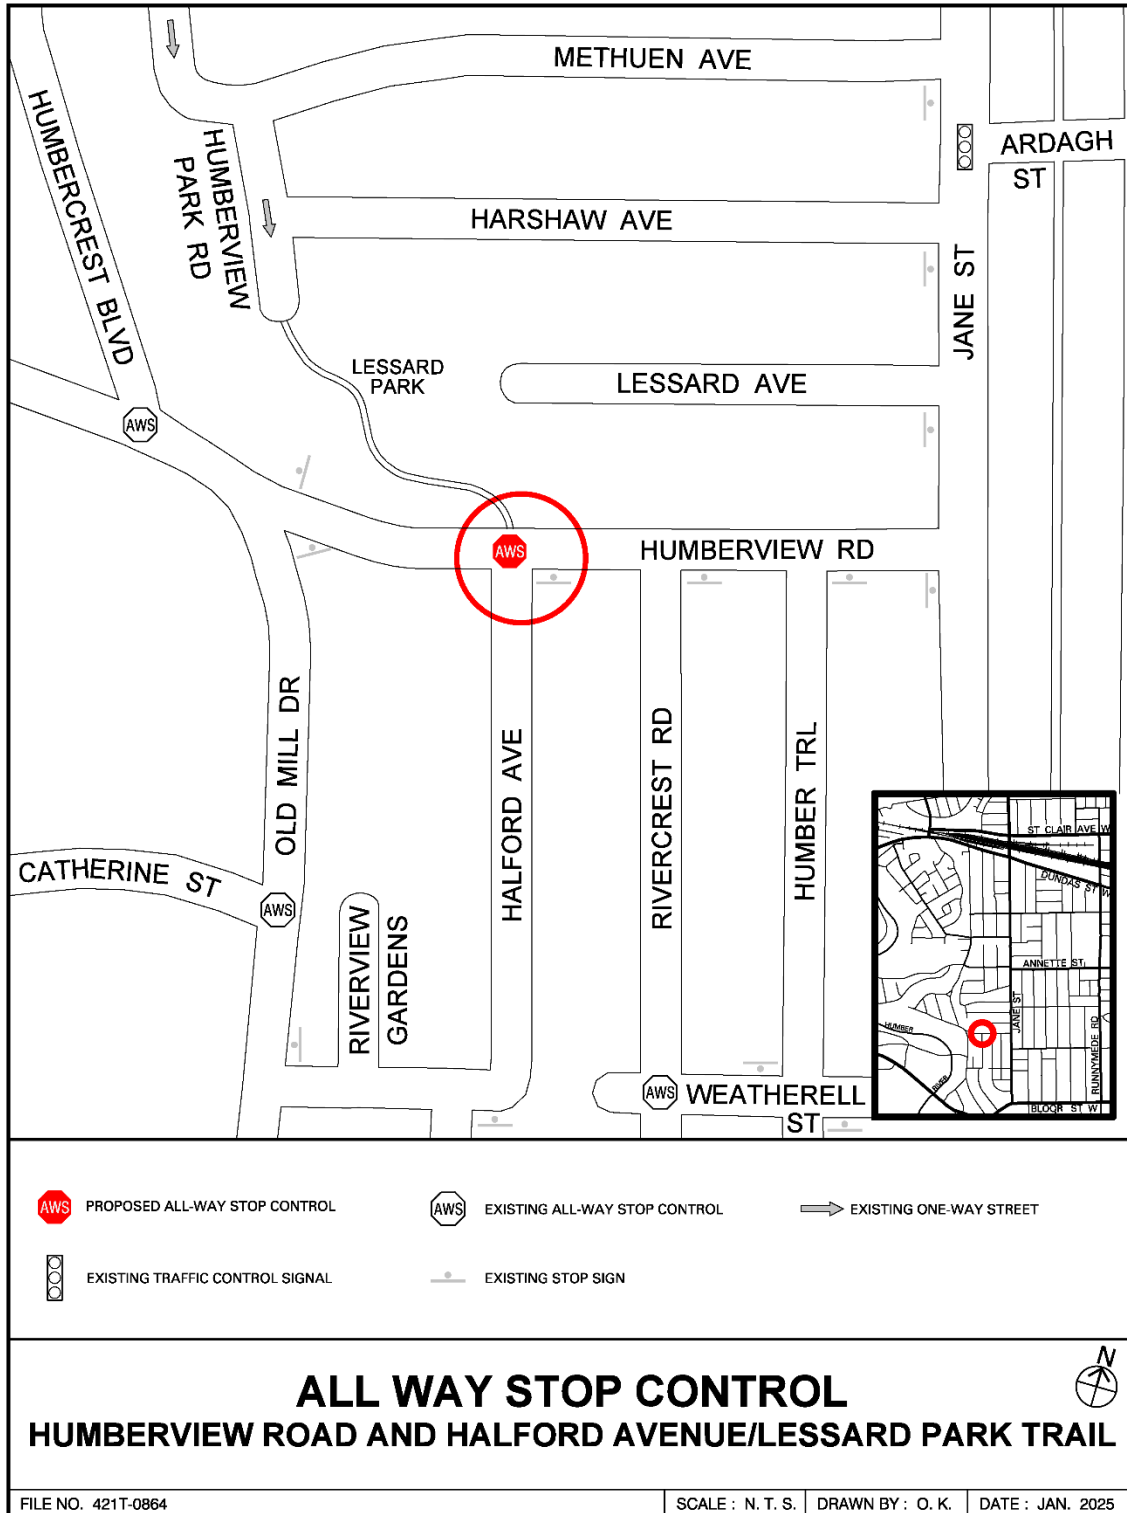 METHUEN AVE
ARDAGH
ST
HUMBERCREST BLVD
HUMBERVIEW
PARK RD
HARSHAW AVE
JANE ST
LESSARD
PARK
LESSARD AVE
AWS
AWS
HUMBERVIEW RD
OLD MILL DR
HALFORD AVE
RIVERCREST RD
HUMBER TRL
CATHERINE ST
AWS
RIVERVIEW
GARDENS
AWS
WEATHERELL
ST
ST CLAIR AVE W
DUNDAS ST W
ANNETTE ST
JANE ST
HUMBER
RIVER
RUNNYMEDE RD
BLOOR ST W
AWS PROPOSED ALL-WAY STOP CONTROL
AWS EXISTING ALL-WAY STOP CONTROL
EXISTING ONE-WAY STREET
EXISTING TRAFFIC CONTROL SIGNAL
EXISTING STOP SIGN
N
ALL WAY STOP CONTROL
HUMBERVIEW ROAD AND HALFORD AVENUE/LESSARD PARK TRAIL
FILE NO. 421T-0864
SCALE : N. T. S.
DRAWN BY : O. K.
DATE : JAN. 2025